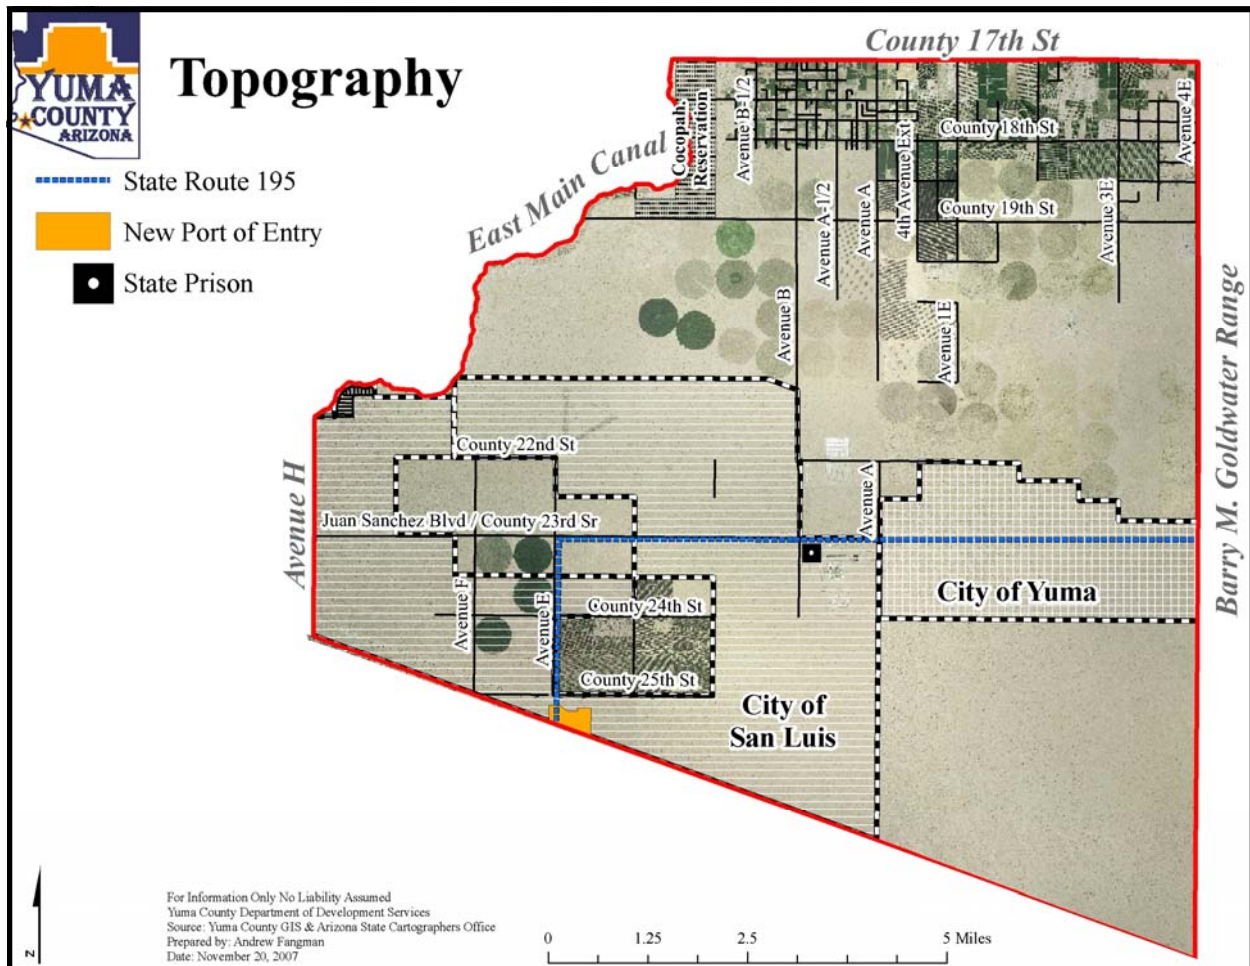 YUMA
COUNTY
ARIZONA
Topography
State Route 195
New Port of Entry
State Prison
County 17th St
East Main Canal
Cocopah
Reservation
Avenue B-1/2
County 18th St
Avenue 4E
4th Avenue Ext
County 19th St
Avenue A-1/2
Avenue A
Avenue 3E
Avenue B
Avenue 1E
Barry M. Goldwater Range
Avenue H
County 22nd St
Avenue A
Juan Sanchez Blvd / County 23rd Sr
Avenue F
Avenue E
County 24th St
City of Yuma
County 25th St
City of
San Luis
For Information Only No Liability Assumed
Yuma County Department of Development Services
Source: Yuma County GIS & Arizona State Cartographers Office
Prepared by: Andrew Fangman
Date: November 20, 2007
N
0 1.25 2.5 5 Miles